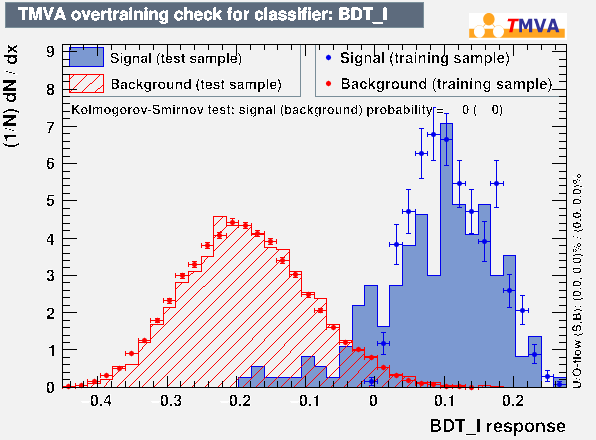 TMVA overtraining check for classifier: BDT_I
TMVA
Signal (test sample)
Signal (training sample)
Background (test sample)
Background (training sample)
Kolmogorov-Smirnov test: signal (background) probability = 0 ( 0)
(1/N) dN / dx
9
8
7
6
5
4
3
2
1
0
0.4 0.3 0.2 0.1 0 0.1 0.2
BDT_I response
U/O-flow (S,B): (0.0, 0.0)% / (0.0, 0.0)%